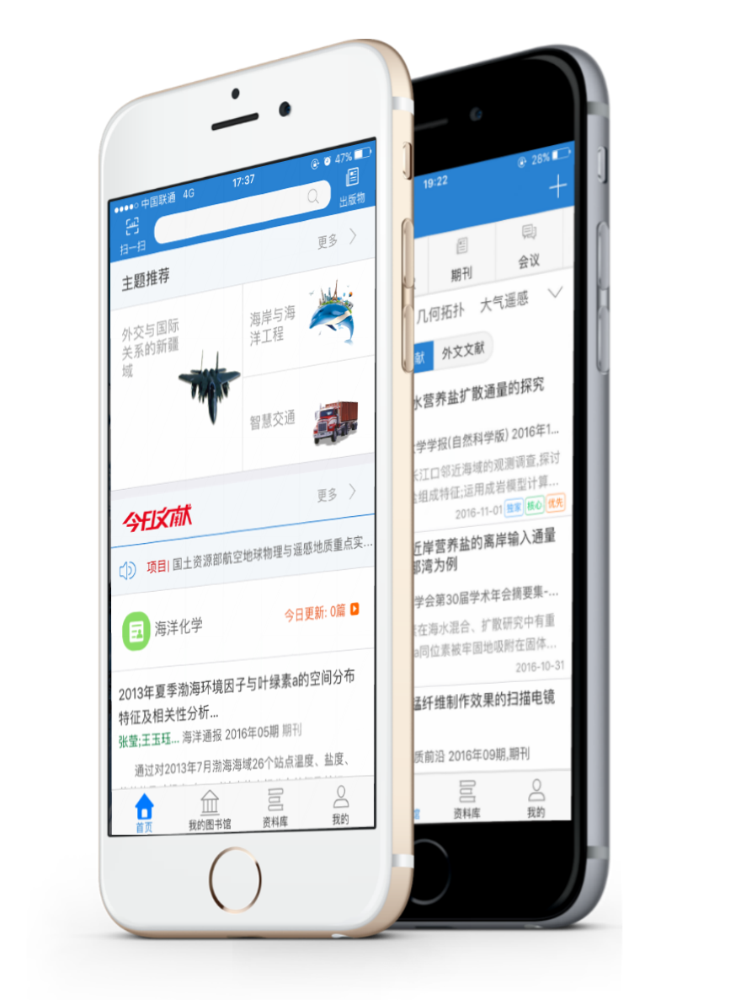 中国联通 4G 17:37 47%
扫一扫
出版物
主题推荐
更多
外交与国际
关系的新疆
域
海岸与海
洋工程
智慧交通
今日文献
更多
项目| 国土资源部航空地球物理与遥感地质重点实...
海洋化学
今日更新: 0篇
2013年夏季渤海环境因子与叶绿素a的空间分布
特征及相关性分析...
张莹;王玉珏... 海洋通报 2016年05期 期刊
通过对2013年7月渤海海域26个站点温度、盐度、
首页
我的图书馆
资料库
我的
19:22 28%
期刊
会议
几何拓扑 大气遥感
献
外文文献
水营养盐扩散通量的探究
学学报(自然科学版) 2016年1...
长江口邻近海域的观测调查,探讨
组成特征;运用成岩模型计算...
2016-11-01 独家 核心 优先
近岸营养盐的离岸输入通量
部湾为例
学会第30届学术年会摘要集-...
在海水混合、扩散研究中有重
a同位素被牢固地吸附在固体...
2016-10-31
锰纤维制作效果的扫描电镜
质前沿 2016年09期,期刊
馆
资料库
我的